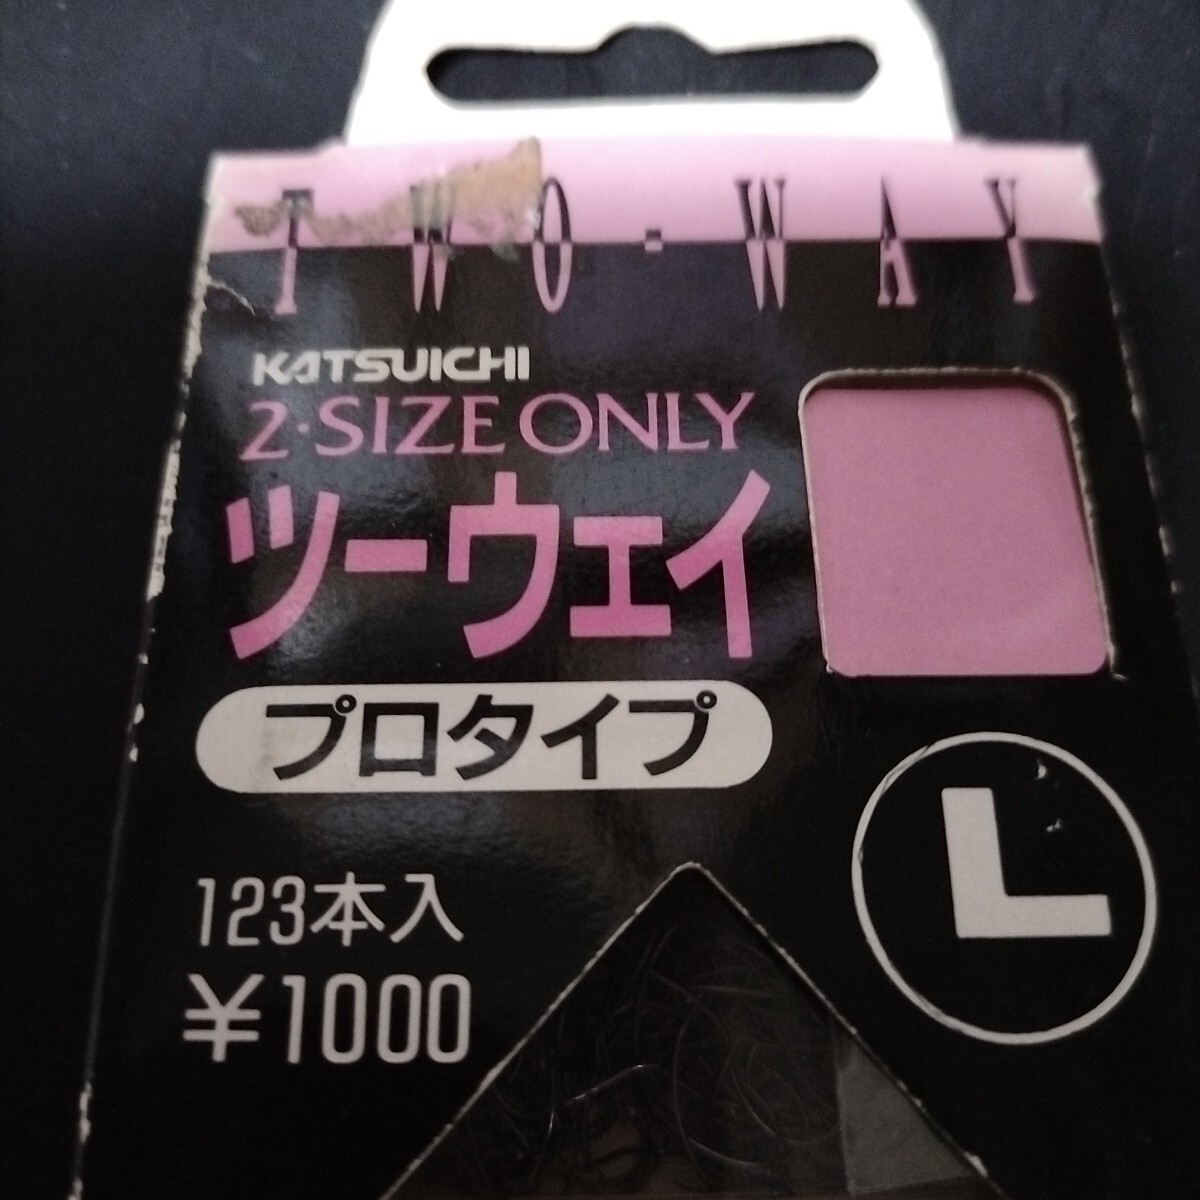 TWO-WAY
KATSUICHI
2・SIZE ONLY
ツーウェイ
プロタイプ
L
123本入
¥1000